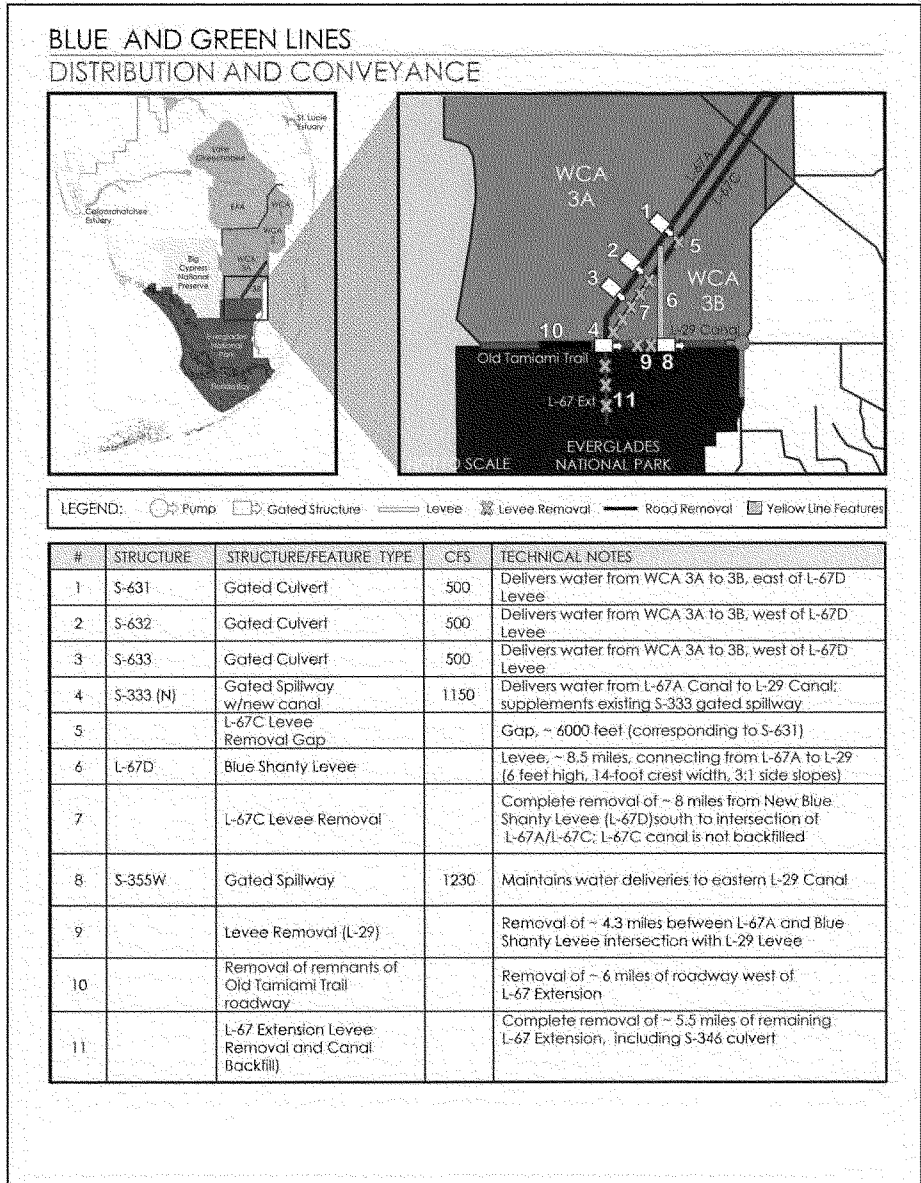 BLUE AND GREEN LINES
DISTRIBUTION AND CONVEYANCE
St. Lucie
Estuary
Lake
Okeechobee
Caloosahatchee
Estuary
EAA
WCA
WCA
2
Big
Cypress
National
Preserve
WCA
3A
3B
Everglades
National
Park
Florida Bay
WCA
3A
L-67A
L-67C
1
5
2
3
WCA
3B
7
6
4
10
L-29 Canal
Old Tamiami Trail
9
8
L-67 Ext
11
EVERGLADES
NATIONAL PARK
O SCALE
LEGEND: Pump Gated Structure Levee Levee Removal Road Removal Yellow Line Features
# STRUCTURE STRUCTURE/FEATURE TYPE CFS TECHNICAL NOTES
1 S-631 Gated Culvert 500 Delivers water from WCA 3A to 3B, east of L-67D
Levee
2 S-632 Gated Culvert 500 Delivers water from WCA 3A to 3B, west of L-67D
Levee
3 S-633 Gated Culvert 500 Delivers water from WCA 3A to 3B, west of L-67D
Levee
4 S-333 (N) Gated Spillway
w/new canal 1150 Delivers water from L-67A Canal to L-29 Canal;
supplements existing S-333 gated spillway
5 L-67C Levee
Removal Gap Gap, ~ 6000 feet (corresponding to S-631)
6 L-67D Blue Shanty Levee Levee, ~ 8.5 miles, connecting from L-67A to L-29
(6 feet high, 14-foot crest width, 3:1 side slopes)
7 L-67C Levee Removal Complete removal of ~ 8 miles from New Blue
Shanty Levee (L-67D)south to intersection of
L-67A/L-67C; L-67C canal is not backfilled
8 S-355W Gated Spillway 1230 Maintains water deliveries to eastern L-29 Canal
9 Levee Removal (L-29) Removal of ~ 4.3 miles between L-67A and Blue
Shanty Levee intersection with L-29 Levee
10 Removal of remnants of
Old Tamiami Trail
roadway Removal of ~ 6 miles of roadway west of
L-67 Extension
11 L-67 Extension Levee
Removal and Canal
Backfill) Complete removal of ~ 5.5 miles of remaining
L-67 Extension, including S-346 culvert